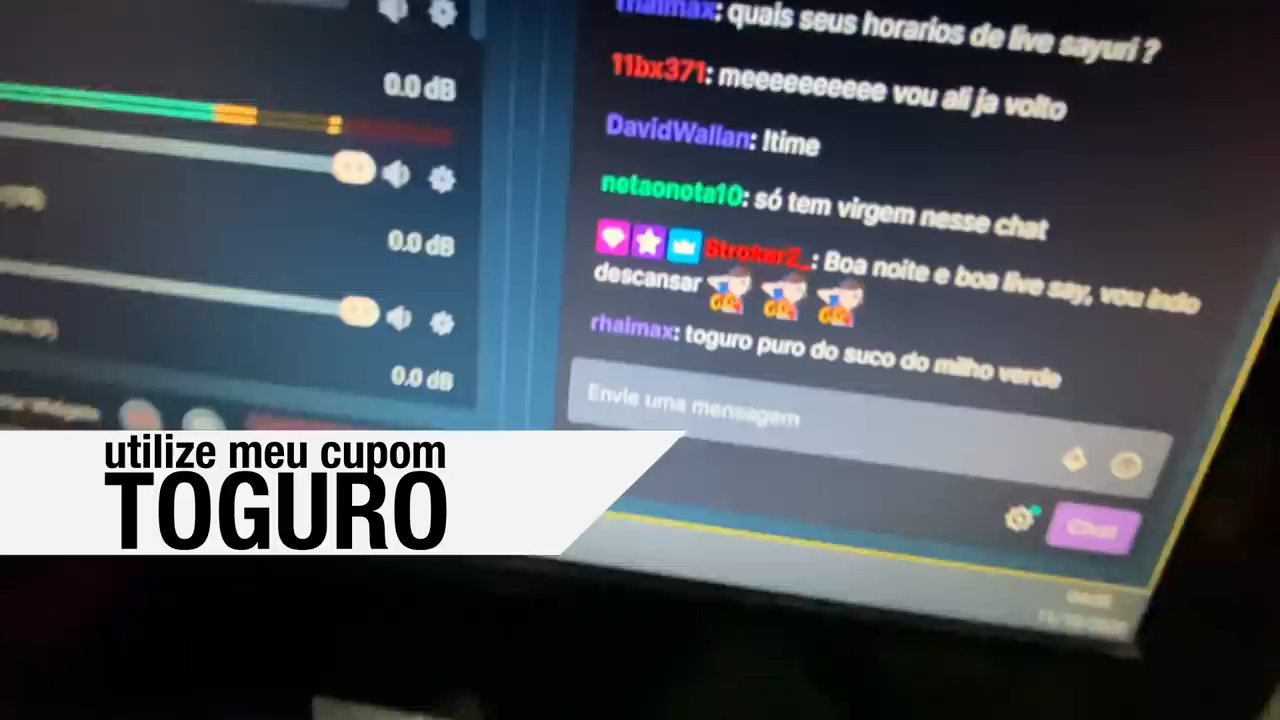 rhaimax: quais seus horarios de live sayuri ?
0.0 dB
11bx371: meeeeeeeeee vou ali ja volto
DavidWallan: !time
netaonota10: só tem virgem nesse chat
0.0 dB
Stroker2_: Boa noite e boa live say, vou indo
descansar
rhaimax: toguro puro do suco do milho verde
0.0 dB
Envie uma mensagem
utilize meu cupom
TOGURO
Chat